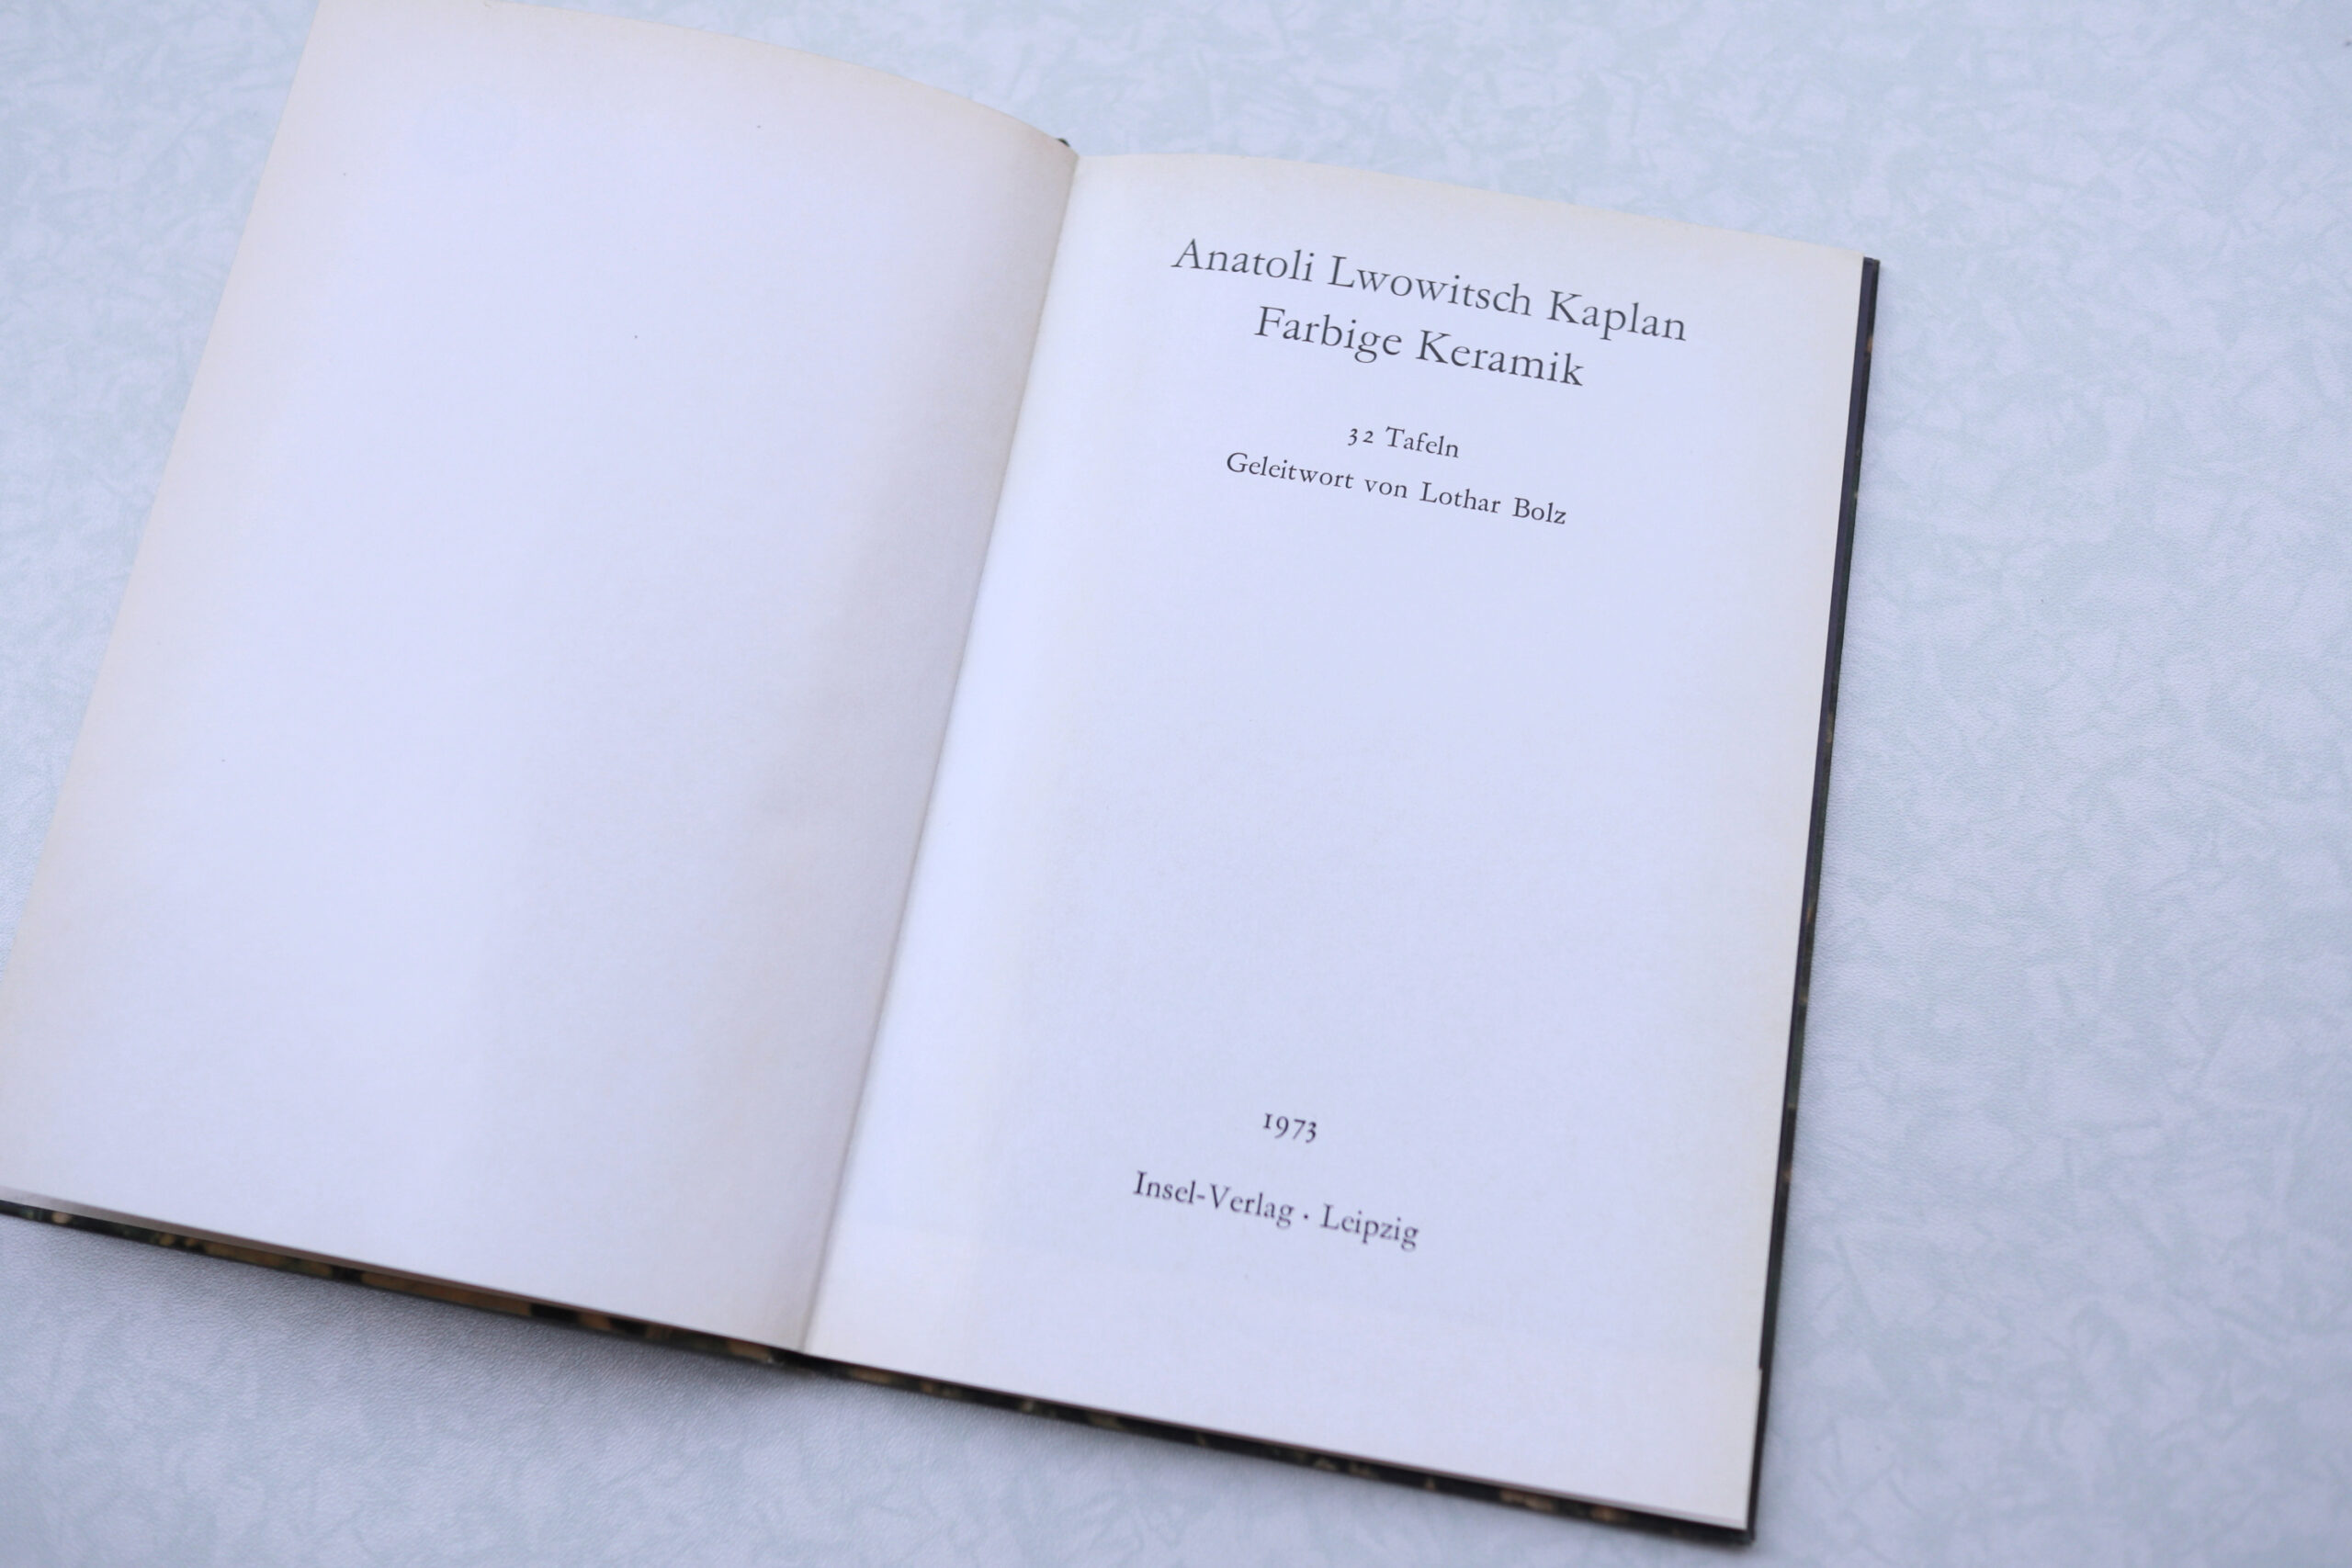 Anatoli Lwowitsch Kaplan
Farbige Keramik
32 Tafeln
Geleitwort von Lothar Bolz
1973
Insel-Verlag · Leipzig